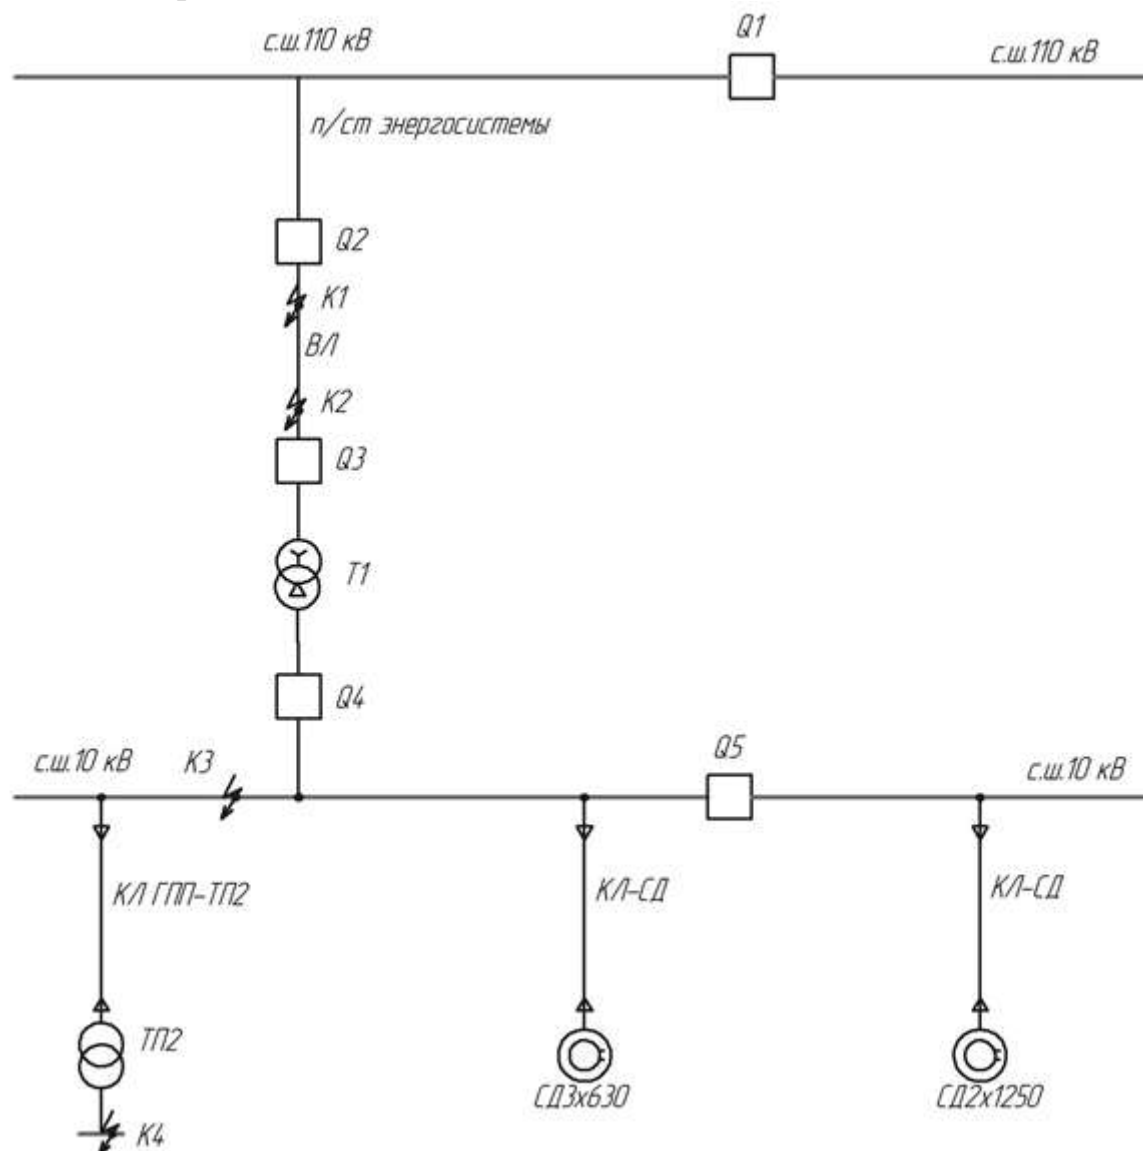 Q1
с.ш.110 кВ
с.ш.110 кВ
п/ст энергосистемы
Q2
К1
ВЛ
К2
Q3
Т1
Q4
с.ш.10 кВ
К3
Q5
с.ш.10 кВ
КЛ ГПП-ТП2
КЛ-СД
КЛ-СД
ТП2
СД3х630
СД2х1250
К4